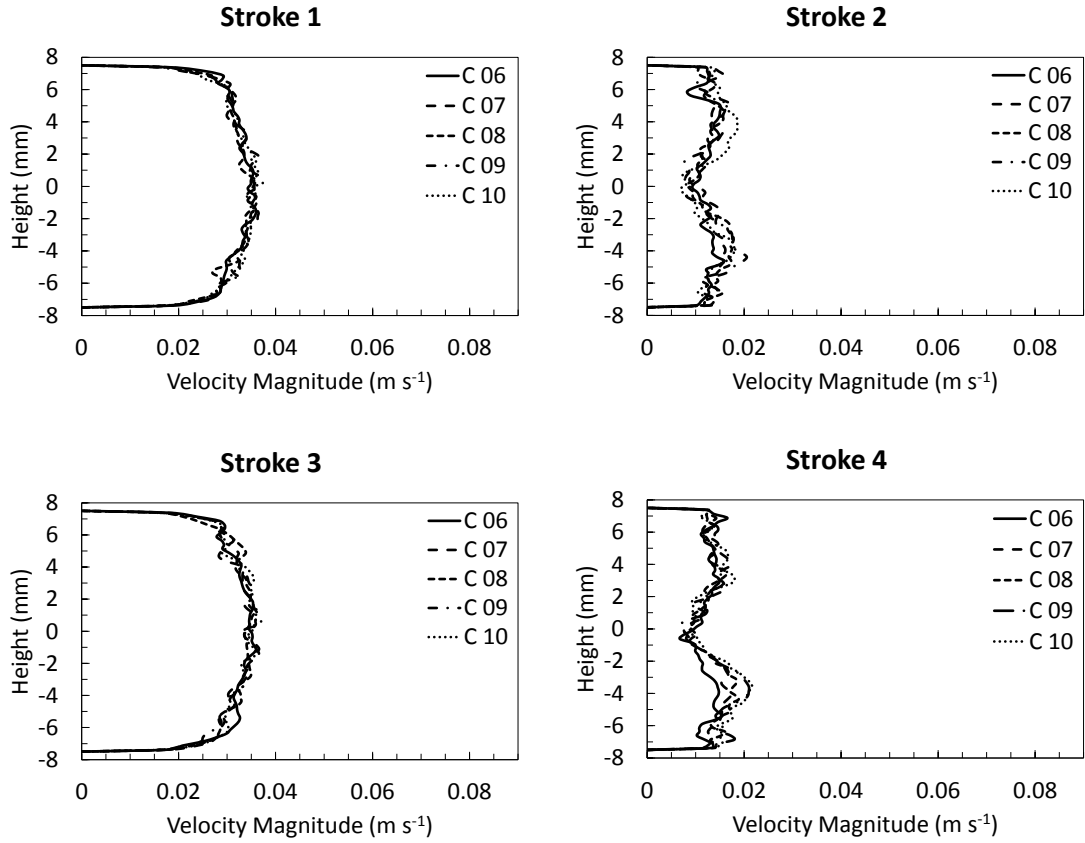 Stroke 1
8
6
4
2
0
-2
-4
-6
-8
Height (mm)
0 0.02 0.04 0.06 0.08
Velocity Magnitude (m s⁻¹)
C 06
C 07
C 08
C 09
C 10
Stroke 2
8
6
4
2
0
-2
-4
-6
-8
Height (mm)
0 0.02 0.04 0.06 0.08
Velocity Magnitude (m s⁻¹)
C 06
C 07
C 08
C 09
C 10
Stroke 3
8
6
4
2
0
-2
-4
-6
-8
Height (mm)
0 0.02 0.04 0.06 0.08
Velocity Magnitude (m s⁻¹)
C 06
C 07
C 08
C 09
C 10
Stroke 4
8
6
4
2
0
-2
-4
-6
-8
Height (mm)
0 0.02 0.04 0.06 0.08
Velocity Magnitude (m s⁻¹)
C 06
C 07
C 08
C 09
C 10